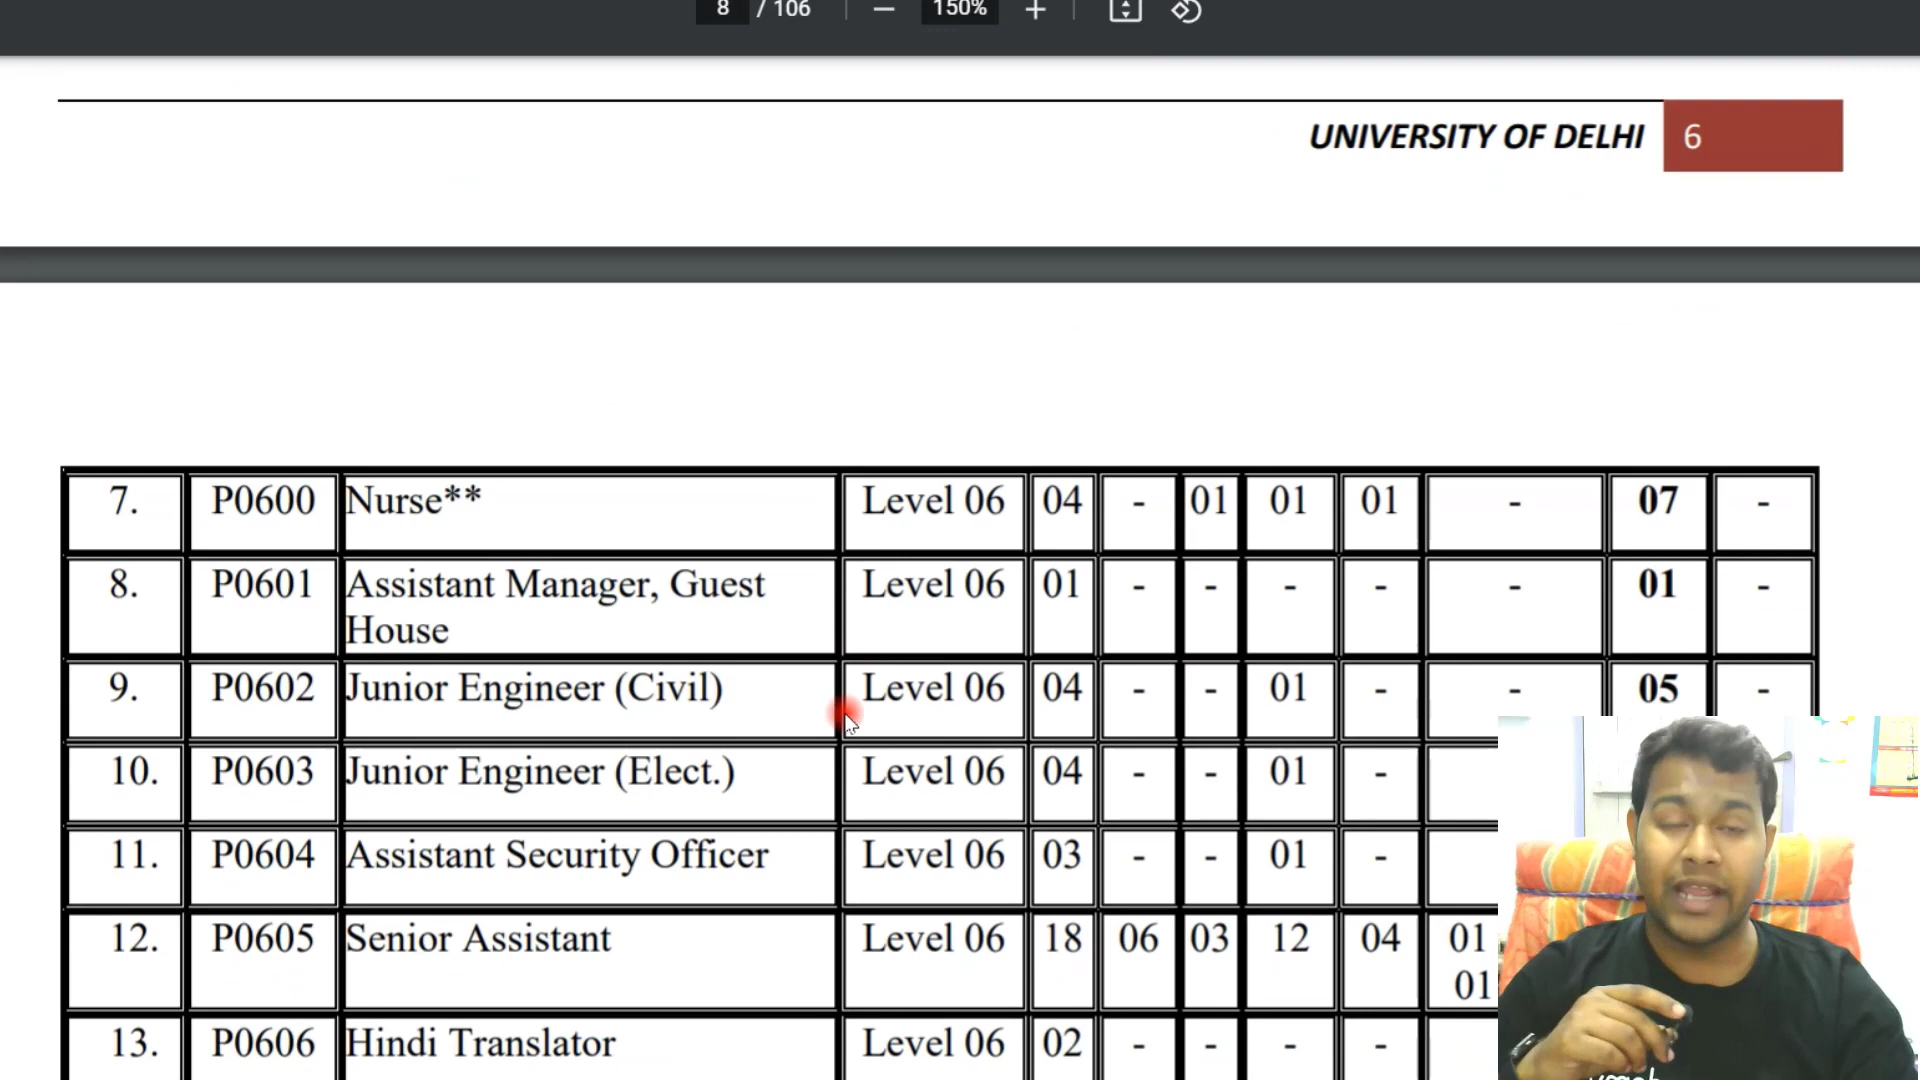 8 / 106 — 150% +
UNIVERSITY OF DELHI 6
7. P0600 Nurse** Level 06 04 - 01 01 01 - 07 -
8. P0601 Assistant Manager, Guest House Level 06 01 - - - - - 01 -
9. P0602 Junior Engineer (Civil) Level 06 04 - - 01 - - 05 -
10. P0603 Junior Engineer (Elect.) Level 06 04 - - 01 -
11. P0604 Assistant Security Officer Level 06 03 - - 01 -
12. P0605 Senior Assistant Level 06 18 06 03 12 04 01
01
13. P0606 Hindi Translator Level 06 02 - - - -